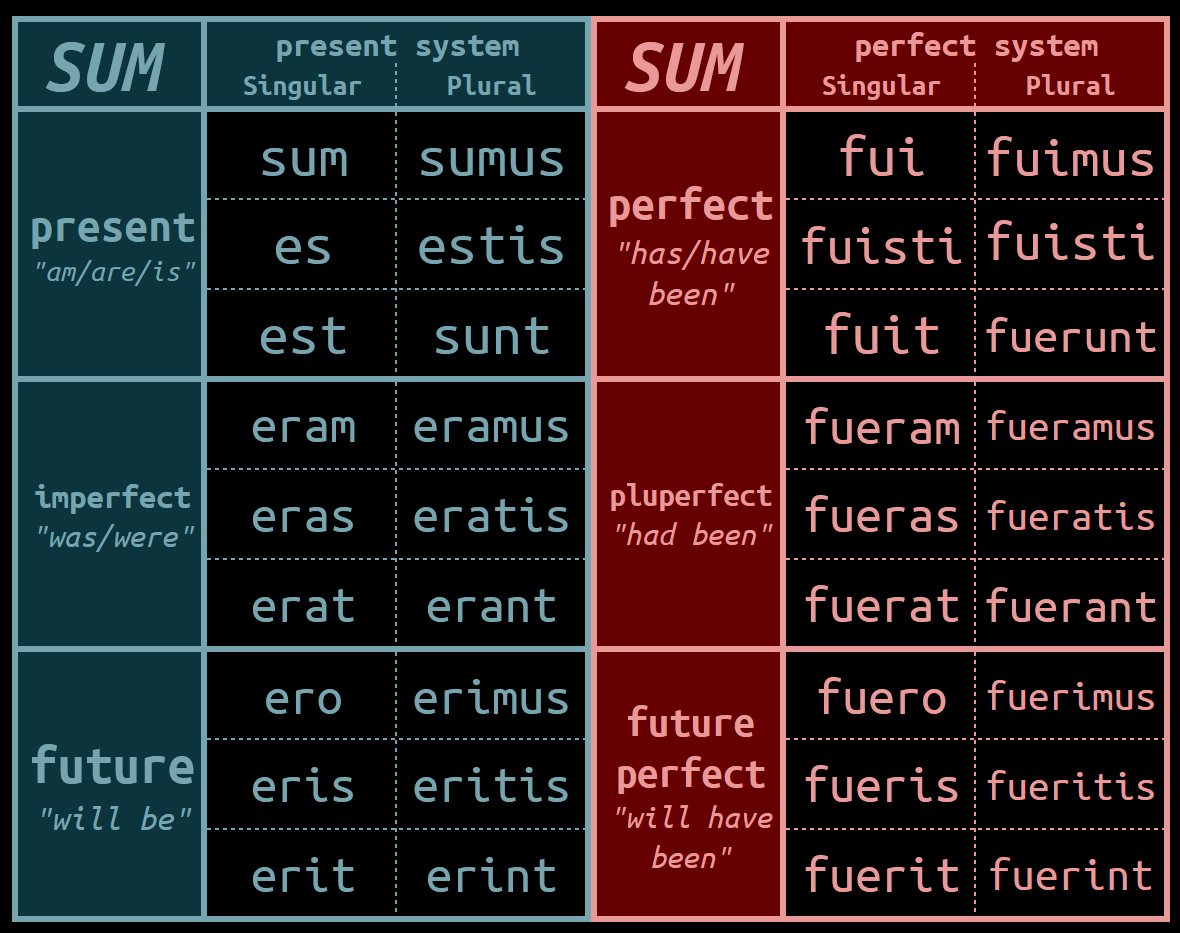 SUM
present system
Singular Plural
present
"am/are/is"
sum sumus
es estis
est sunt
imperfect
"was/were"
eram eramus
eras eratis
erat erant
future
"will be"
ero erimus
eris eritis
erit erint
SUM
perfect system
Singular Plural
perfect
"has/have
been"
fui fuimus
fuisti fuisti
fuit fuerunt
pluperfect
"had been"
fueram fueramus
fueras fueratis
fuerat fuerant
future
perfect
"will have
been"
fuero fuerimus
fueris fueritis
fuerit fuerint